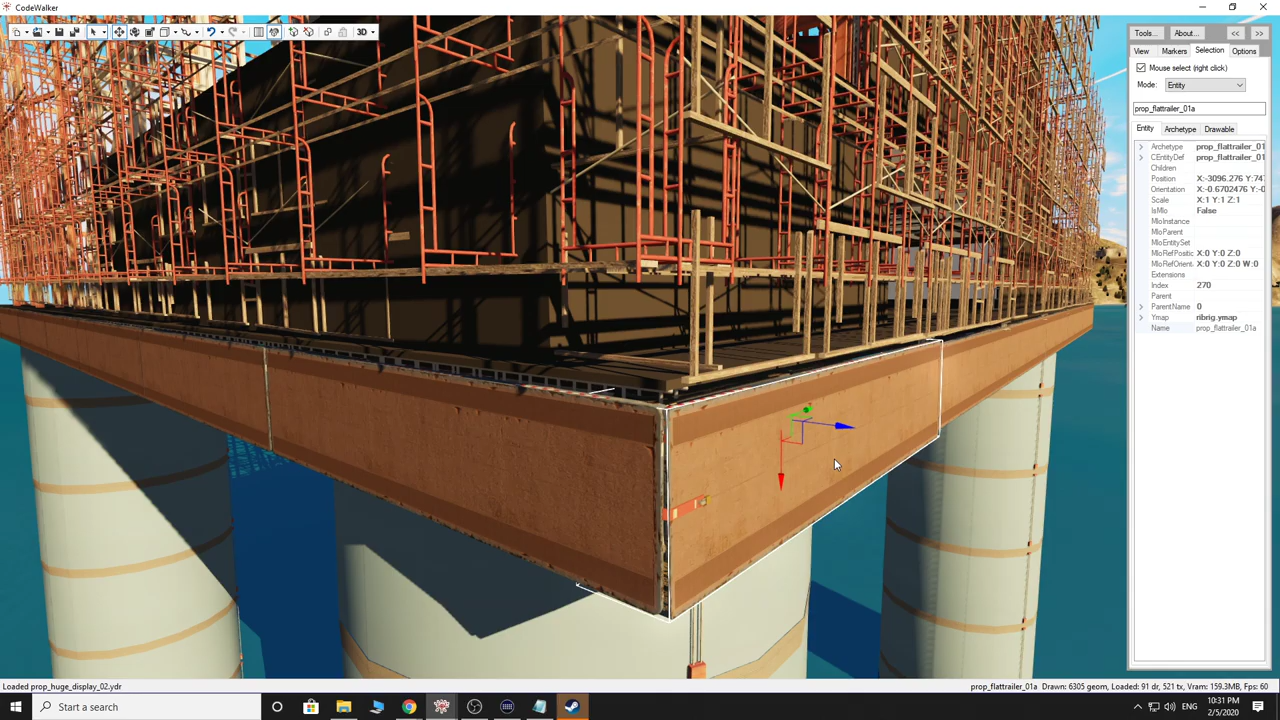 CodeWalker
3D
Tools...
About...
<<
>>
View
Markers
Selection
Options
Mouse select (right click)
Mode:
Entity
prop_flattrailer_01a
Entity
Archetype
Drawable
Archetype prop_flattrailer_01
CEntityDef prop_flattrailer_01
Children
Position X:-3096.276 Y:74
Orientation X:-0.6702476 Y:-0
Scale X:1 Y:1 Z:1
IsMlo False
MloInstance
MloParent
MloEntitySet
MloRefPositic X:0 Y:0 Z:0
MloRefOrient X:0 Y:0 Z:0 W:0
Extensions
Index 270
Parent
ParentName 0
Ymap ribrig.ymap
Name prop_flattrailer_01a
Loaded prop_huge_display_02.ydr
prop_flattrailer_01a Drawn: 6305 geom, Loaded: 91 dr, 521 tx, Vram: 159.3MB, Fps: 60
Start a search
ENG
10:31 PM
2/5/2020